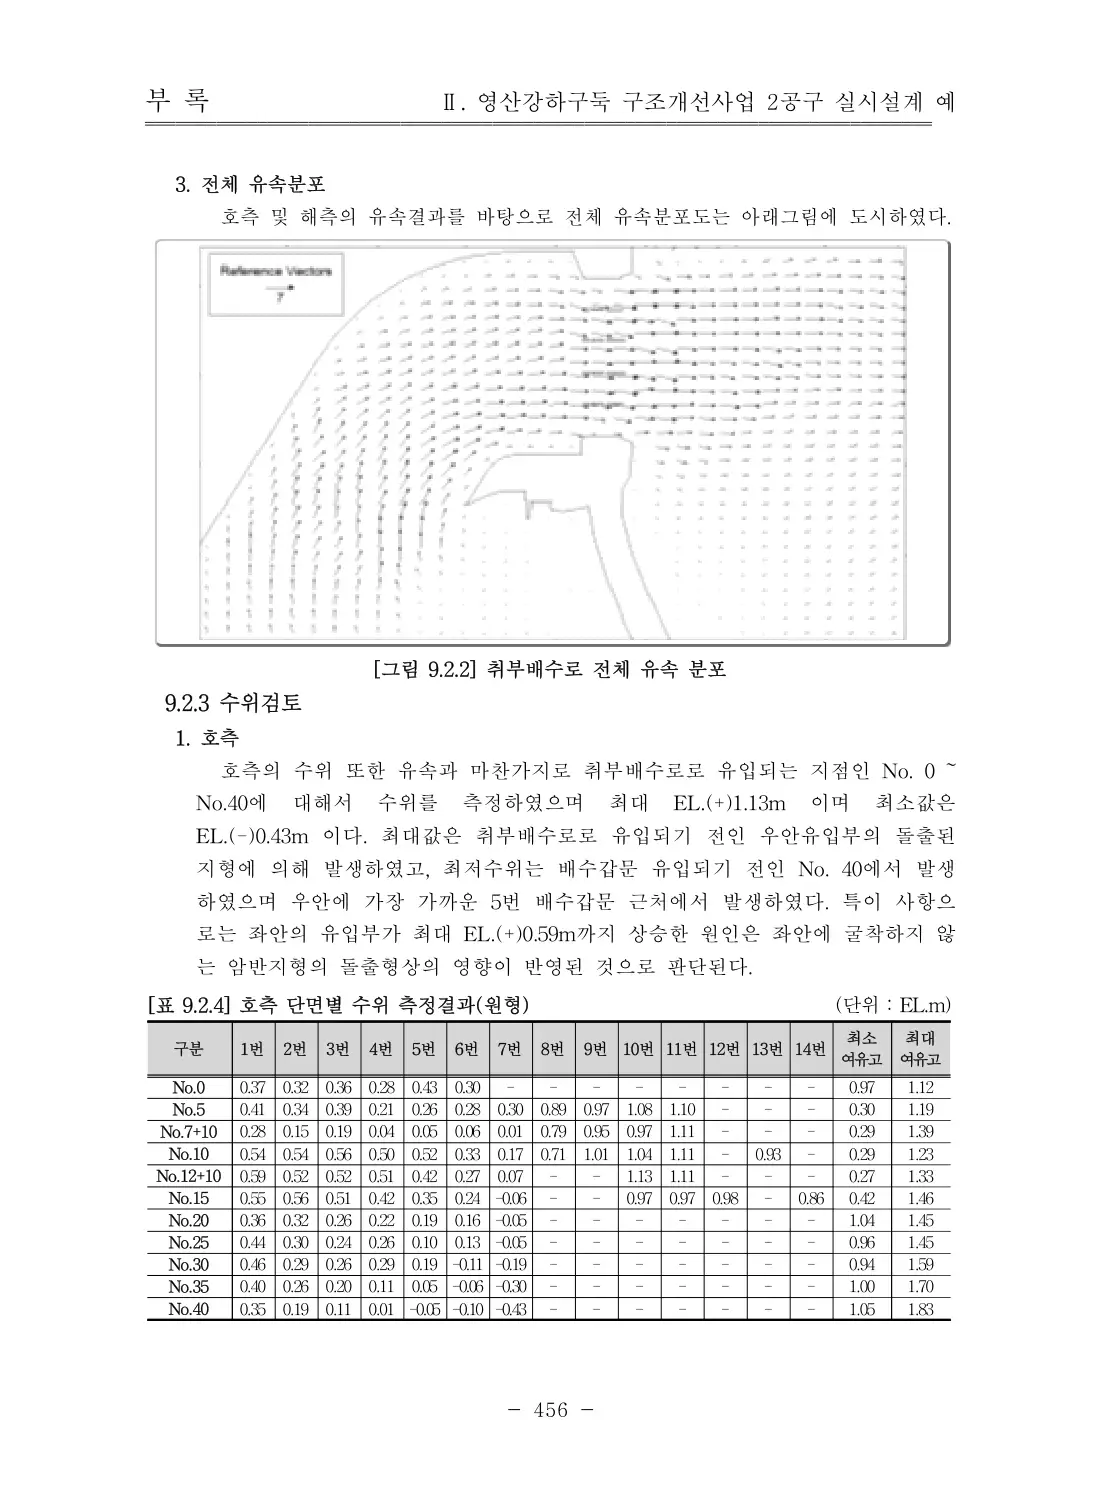 부 록 Ⅱ. 영산강하구둑 구조개선사업 2공구 실시설계 예
3. 전체 유속분포
호측 및 해측의 유속결과를 바탕으로 전체 유속분포도는 아래그림에 도시하였다.
Reference Vectors
7
[그림 9.2.2] 취부배수로 전체 유속 분포
9.2.3 수위검토
1. 호측
호측의 수위 또한 유속과 마찬가지로 취부배수로로 유입되는 지점인 No. 0 ~
No.40에 대해서 수위를 측정하였으며 최대 EL.(+)1.13m 이며 최소값은
EL.(-)0.43m 이다. 최대값은 취부배수로로 유입되기 전인 우안유입부의 돌출된
지형에 의해 발생하였고, 최저수위는 배수갑문 유입되기 전인 No. 40에서 발생
하였으며 우안에 가장 가까운 5번 배수갑문 근처에서 발생하였다. 특이 사항으
로는 좌안의 유입부가 최대 EL.(+)0.59m까지 상승한 원인은 좌안에 굴착하지 않
는 암반지형의 돌출형상의 영향이 반영된 것으로 판단된다.
[표 9.2.4] 호측 단면별 수위 측정결과(원형) (단위 : EL.m)
구분 1번 2번 3번 4번 5번 6번 7번 8번 9번 10번 11번 12번 13번 14번 최소 여유고 최대 여유고
No.0 0.37 0.32 0.36 0.28 0.43 0.30 - - - - - - - - 0.97 1.12
No.5 0.41 0.34 0.39 0.21 0.26 0.28 0.30 0.89 0.97 1.08 1.10 - - - 0.30 1.19
No.7+10 0.28 0.15 0.19 0.04 0.05 0.06 0.01 0.79 0.95 0.97 1.11 - - - 0.29 1.39
No.10 0.54 0.54 0.56 0.50 0.52 0.33 0.17 0.71 1.01 1.04 1.11 - 0.93 - 0.29 1.23
No.12+10 0.59 0.52 0.52 0.51 0.42 0.27 0.07 - - 1.13 1.11 - - - 0.27 1.33
No.15 0.55 0.56 0.51 0.42 0.35 0.24 -0.06 - - 0.97 0.97 0.98 - 0.86 0.42 1.46
No.20 0.36 0.32 0.26 0.22 0.19 0.16 -0.05 - - - - - - - 1.04 1.45
No.25 0.44 0.30 0.24 0.26 0.10 0.13 -0.05 - - - - - - - 0.96 1.45
No.30 0.46 0.29 0.26 0.29 0.19 -0.11 -0.19 - - - - - - - 0.94 1.59
No.35 0.40 0.26 0.20 0.11 0.05 -0.06 -0.30 - - - - - - - 1.00 1.70
No.40 0.35 0.19 0.11 0.01 -0.05 -0.10 -0.43 - - - - - - - 1.05 1.83
- 456 -